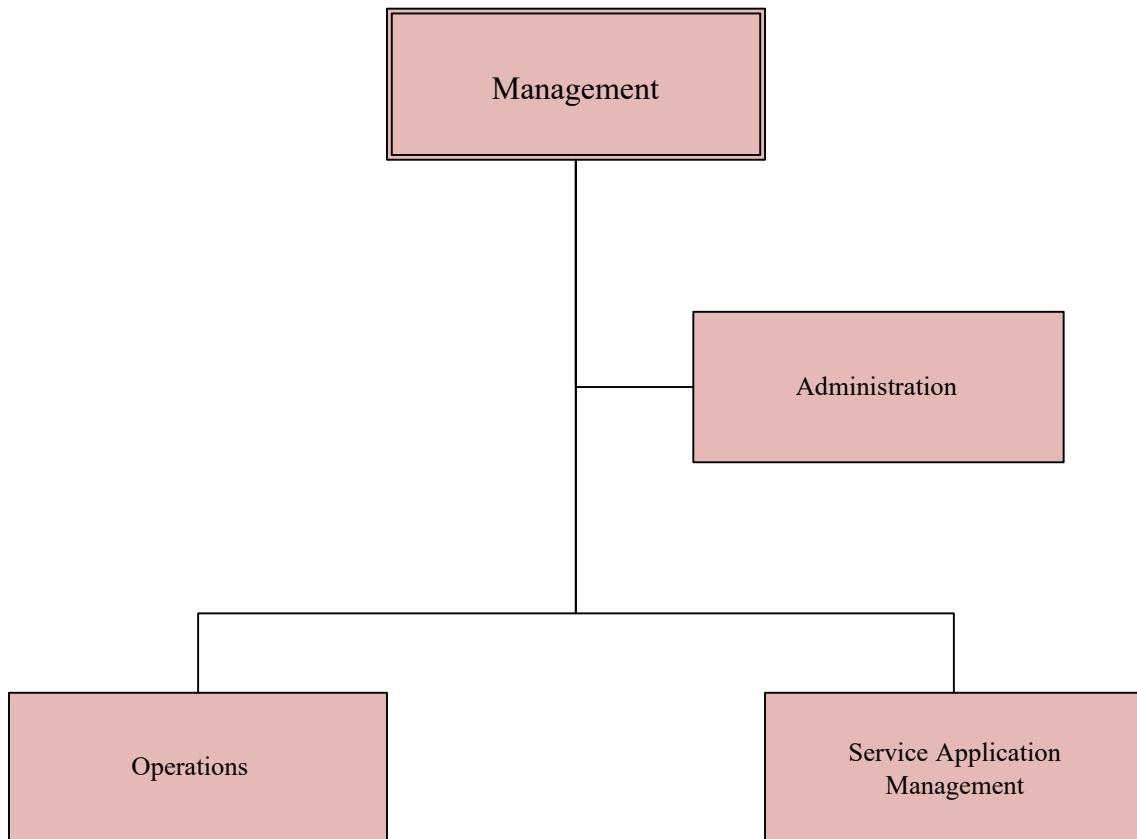 Management
Administration
Operations
Service Application
Management